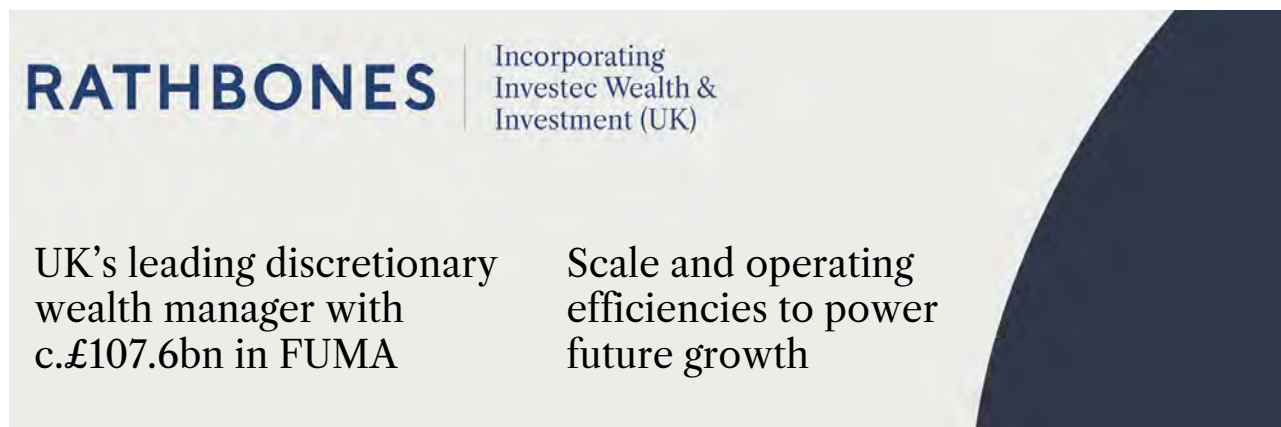 RATHBONES
Incorporating
Investec Wealth &
Investment (UK)
UK’s leading discretionary
wealth manager with
c.£107.6bn in FUMA
Scale and operating
efficiencies to power
future growth